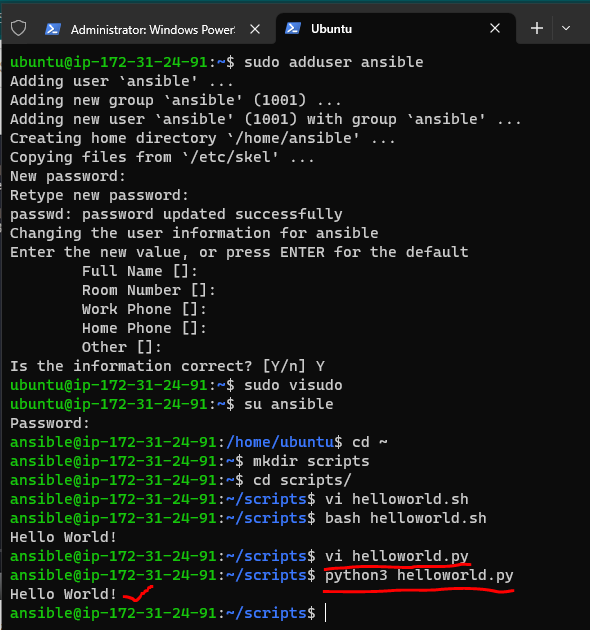 Administrator: Windows Power
Ubuntu
ubuntu@ip-172-31-24-91:~$ sudo adduser ansible
Adding user `ansible' ...
Adding new group `ansible' (1001) ...
Adding new user `ansible' (1001) with group `ansible' ...
Creating home directory `/home/ansible' ...
Copying files from `/etc/skel' ...
New password:
Retype new password:
passwd: password updated successfully
Changing the user information for ansible
Enter the new value, or press ENTER for the default
        Full Name []:
        Room Number []:
        Work Phone []:
        Home Phone []:
        Other []:
Is the information correct? [Y/n] Y
ubuntu@ip-172-31-24-91:~$ sudo visudo
ubuntu@ip-172-31-24-91:~$ su ansible
Password:
ansible@ip-172-31-24-91:/home/ubuntu$ cd ~
ansible@ip-172-31-24-91:~$ mkdir scripts
ansible@ip-172-31-24-91:~$ cd scripts/
ansible@ip-172-31-24-91:~/scripts$ vi helloworld.sh
ansible@ip-172-31-24-91:~/scripts$ bash helloworld.sh
Hello World!
ansible@ip-172-31-24-91:~/scripts$ vi helloworld.py
ansible@ip-172-31-24-91:~/scripts$ python3 helloworld.py
Hello World!
ansible@ip-172-31-24-91:~/scripts$